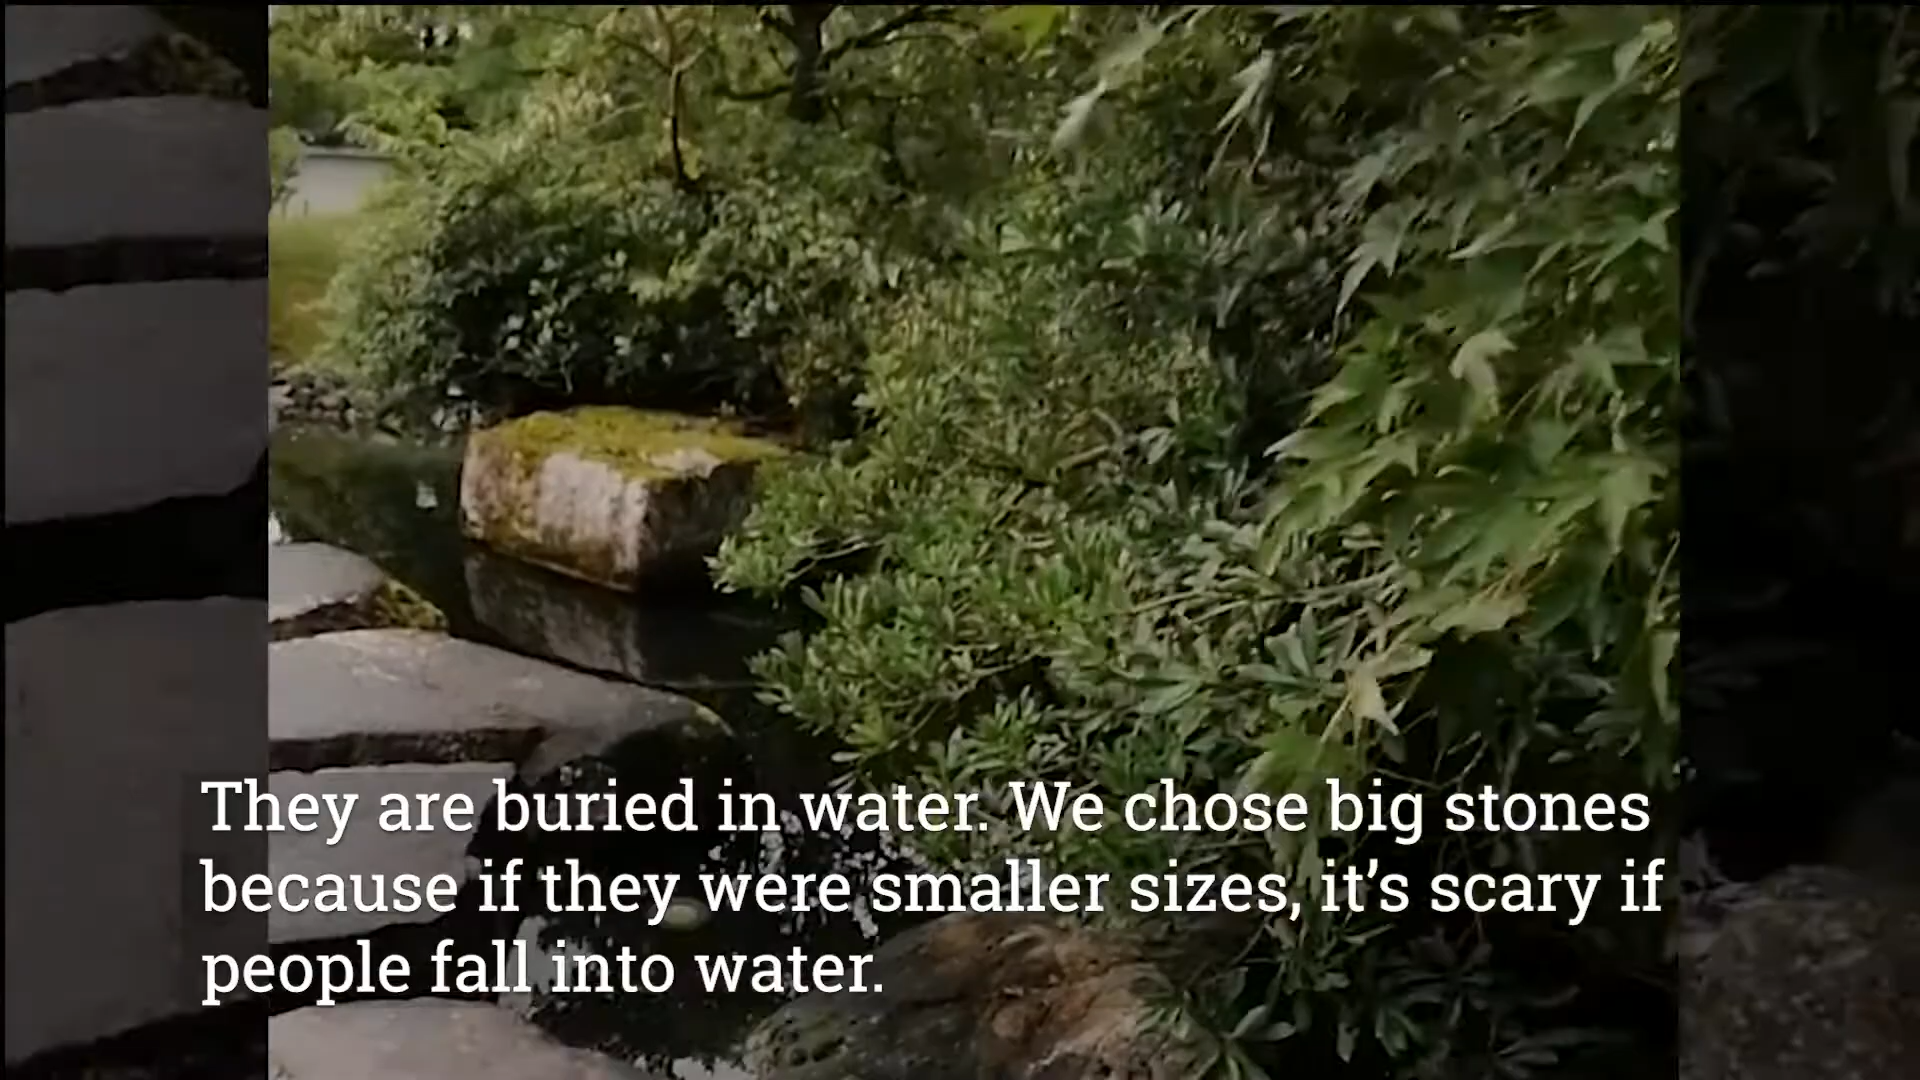 They are buried in water. We chose big stones
because if they were smaller sizes, it’s scary if
people fall into water.